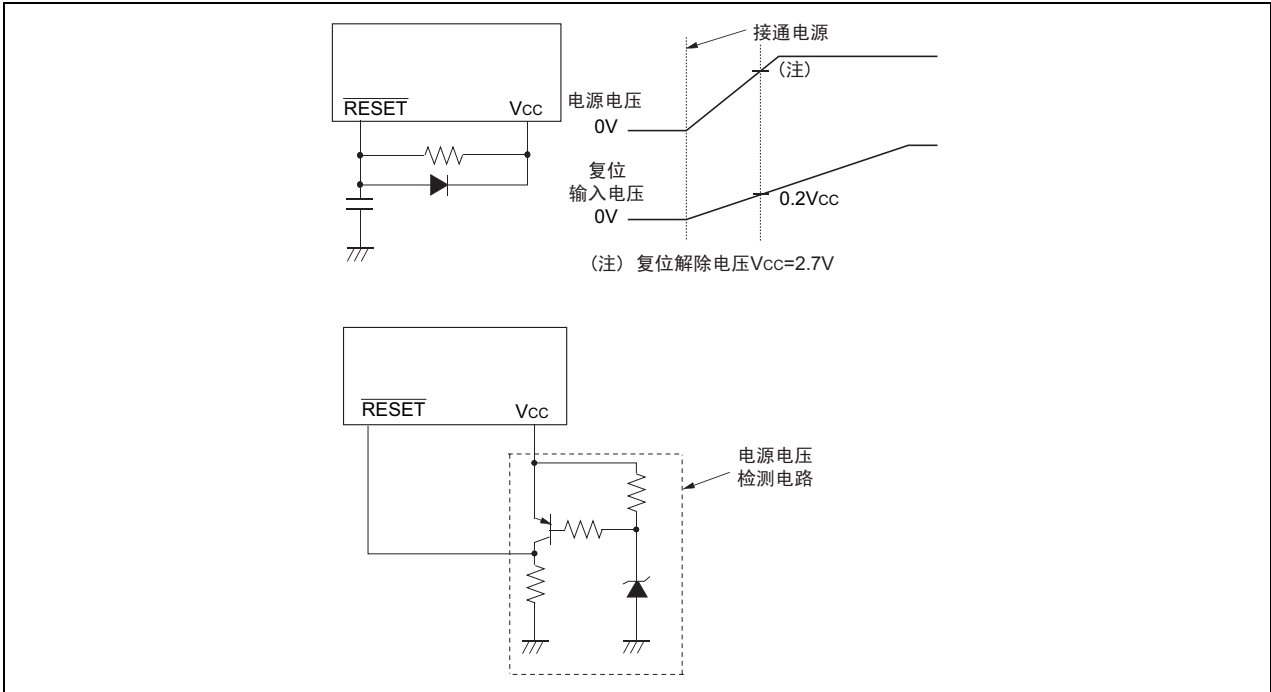 接通电源
(注)
RESET
Vcc
电源电压
0V
复位
输入电压
0V
0.2Vcc
(注) 复位解除电压Vcc=2.7V
RESET
Vcc
电源电压
检测电路